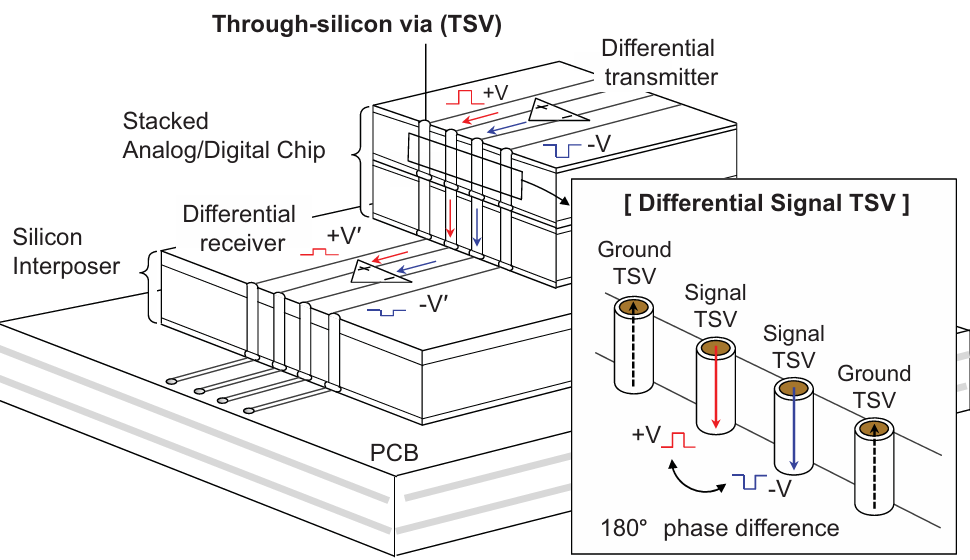 Through-silicon via (TSV)
Differential
transmitter
+V
Stacked
Analog/Digital Chip
-V
Differential
receiver
+V′
Silicon
Interposer
-V′
PCB
[ Differential Signal TSV ]
Ground
TSV
Signal
TSV
Signal
TSV
Ground
TSV
+V
-V
180° phase difference